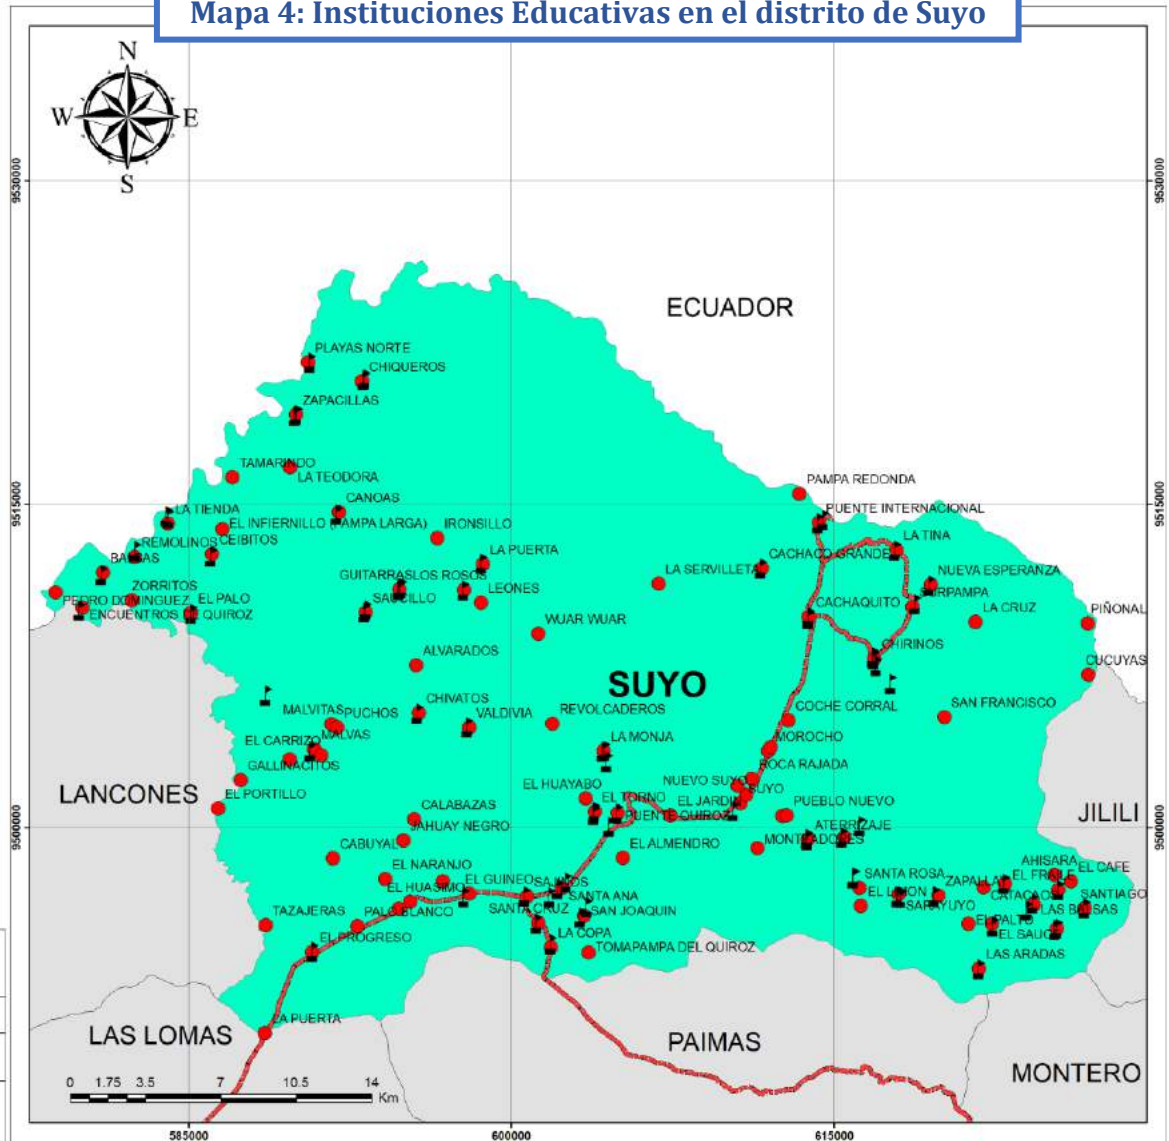 Mapa 4: Instituciones Educativas en el distrito de Suyo
N
W E
S
9530000
9530000
ECUADOR
PLAYAS NORTE
CHIQUEROS
ZAPACILLAS
TAMARINDO
LA TEODORA
PAMPA REDONDA
9515000
9515000
LA TIENDA
CANOAS
PUENTE INTERNACIONAL
EL INFIERNILLO (PAMPA LARGA)
IRONSILLO
LA TINA
REMOLINOS
CEIBITOS
LA PUERTA
CACHACO GRANDE
GUITARRAS
LOS ROSOS
LEONES
LA SERVILLETA
NUEVA ESPERANZA
ZORRITOS
PEDRO DOMINGUEZ
EL PALO
SAUCILLO
CACHAQUITO
LA CRUZ
PIÑONAL
ENCUENTROS DE QUIROZ
WUAR WUAR
CHIRINOS
ALVARADOS
CUCUYAS
SUYO
CHIVATOS
VALDIVIA
REVOLCADEROS
COCHE CORRAL
SAN FRANCISCO
MALVITAS
PUCHOS
EL CARRIZO
MALVAS
LA MONJA
MOROCHO
GALLINACITOS
ROCA RAJADA
LANCONES
EL PORTILLO
EL HUAYABO
NUEVO SUYO
SUYO
CALABAZAS
EL TORNO
EL JARDIN
PUEBLO NUEVO
JILILI
9500000
9500000
JAHUAY NEGRO
PUENTE QUIROZ
ATERRIZAJE
CABUYAL
EL ALMENDRO
EL NARANJO
EL GUINEO
SANTA ROSA
AHISARA
EL CAFE
EL HUASIMO
SANTA ANA
EL LIMON
EL FRAILE
SANTIAGO
TAZAJERAS
PALO BLANCO
SANTA CRUZ
SAN JOAQUIN
SARAYUYO
LAS BALSAS
EL PROGRESO
LA COPA
TOMAPAMPA DEL QUIROZ
EL PALTO
EL SAUCE
LAS ARADAS
LA PUERTA
LAS LOMAS
PAIMAS
MONTERO
0 1.75 3.5 7 10.5 14
Km
585000 600000 615000